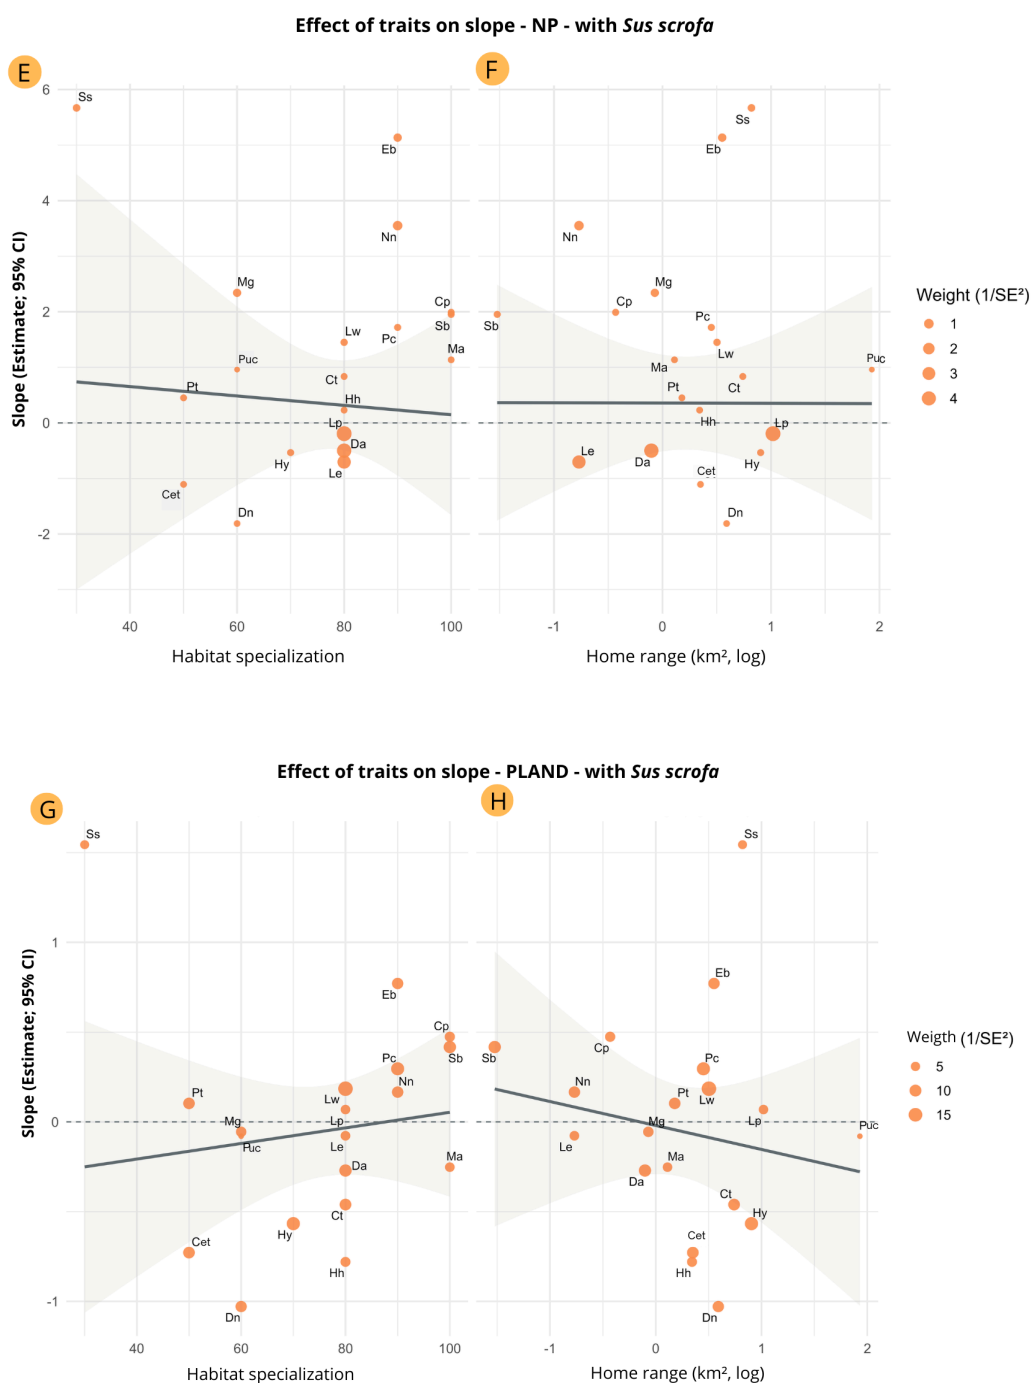 Effect of traits on slope - NP - with Sus scrofa
E
F
6
4
2
0
-2
Slope (Estimate; 95% CI)
Ss
Eb
Nn
Mg
Cp
Sb
Lw
Pc
Ma
Puc
Ct
Pt
Hh
Lp
Da
Hy
Le
Cet
Dn
40 60 80 100
Habitat specialization
Ss
Eb
Nn
Mg
Cp
Sb
Pc
Lw
Ma
Puc
Ct
Pt
Hh
Lp
Le
Da
Hy
Cet
Dn
-1 0 1 2
Home range (km², log)
Weight (1/SE²)
1
2
3
4
Effect of traits on slope - PLAND - with Sus scrofa
G
H
1
0
-1
Slope (Estimate; 95% CI)
Ss
Eb
Cp
Sb
Pc
Nn
Pt
Lw
Mg
Lp
Puc
Le
Ma
Da
Ct
Hy
Cet
Hh
Dn
40 60 80 100
Habitat specialization
Ss
Eb
Cp
Sb
Pc
Nn
Pt
Lw
Mg
Lp
Puc
Le
Ma
Da
Ct
Hy
Cet
Hh
Dn
-1 0 1 2
Home range (km², log)
Weigth (1/SE²)
5
10
15